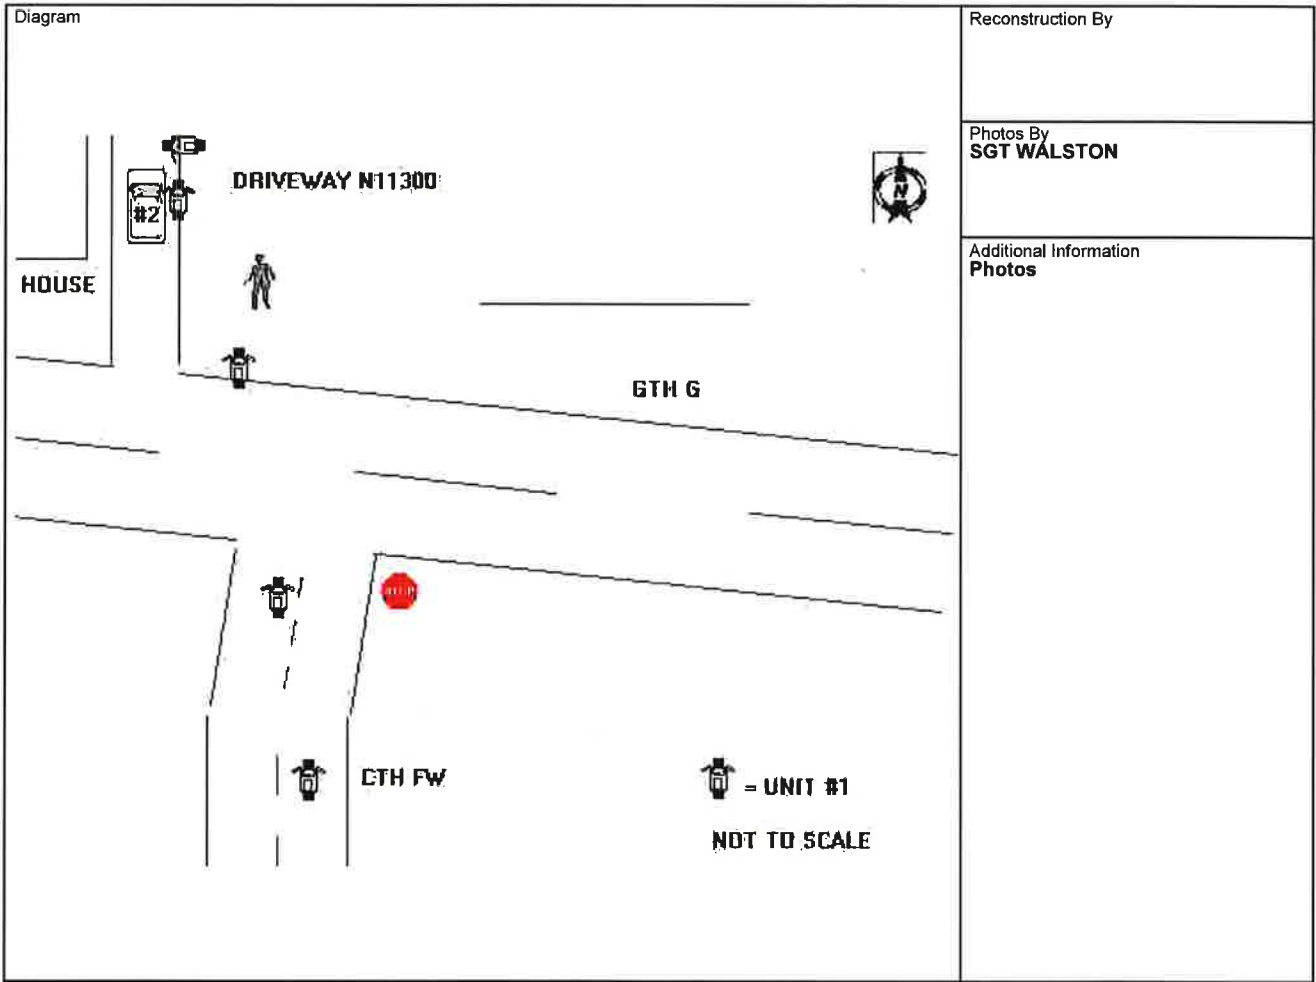 Diagram
Reconstruction By
Photos By
SGT WALSTON
Additional Information
Photos
DRIVEWAY N11300
N
#2
HOUSE
GTH G
CTH FW
= UNIT #1
NOT TO SCALE